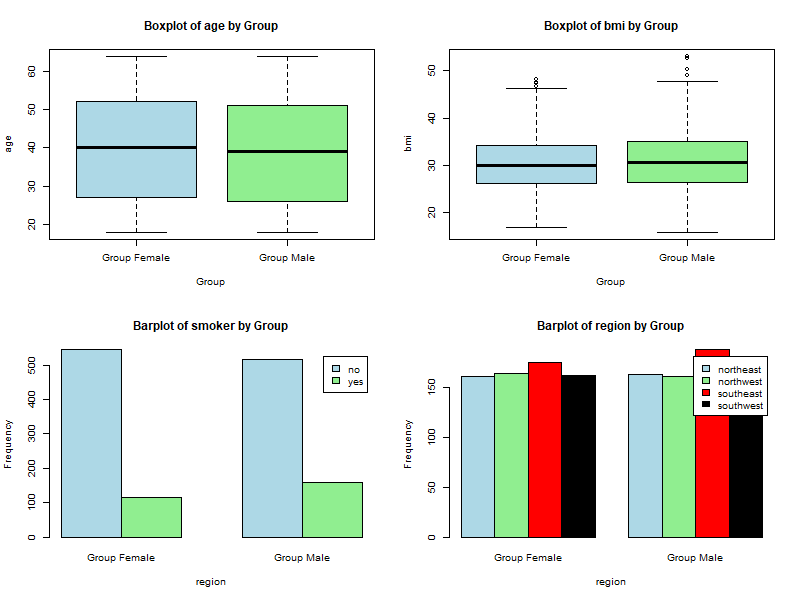 Boxplot of age by Group
age
60
50
40
30
20
Group Female
Group Male
Group
Boxplot of bmi by Group
bmi
50
40
30
20
Group Female
Group Male
Group
Barplot of smoker by Group
Frequency
500
400
300
200
100
0
no
yes
Group Female
Group Male
region
Barplot of region by Group
Frequency
150
100
50
0
northeast
northwest
southeast
southwest
Group Female
Group Male
region